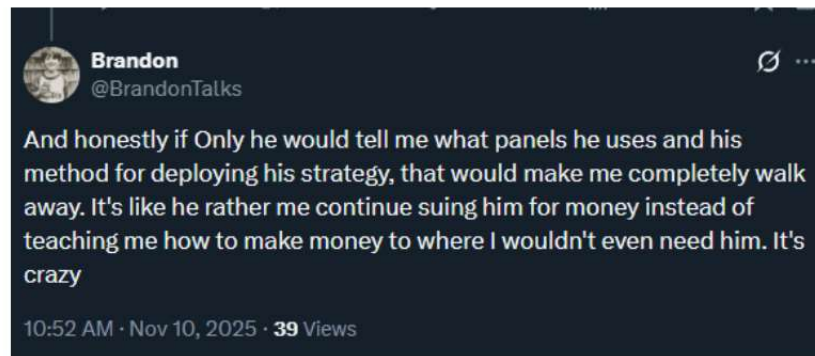 Brandon
@BrandonTalks
And honestly if Only he would tell me what panels he uses and his
method for deploying his strategy, that would make me completely walk
away. It's like he rather me continue suing him for money instead of
teaching me how to make money to where I wouldn't even need him. It's
crazy
10:52 AM · Nov 10, 2025 · 39 Views